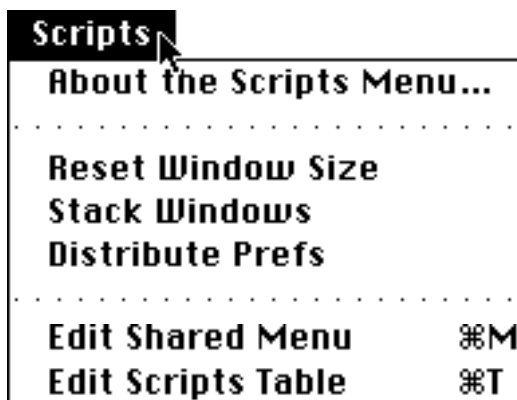 Scripts
About the Scripts Menu...
Reset Window Size
Stack Windows
Distribute Prefs
Edit Shared Menu ⌘M
Edit Scripts Table ⌘T